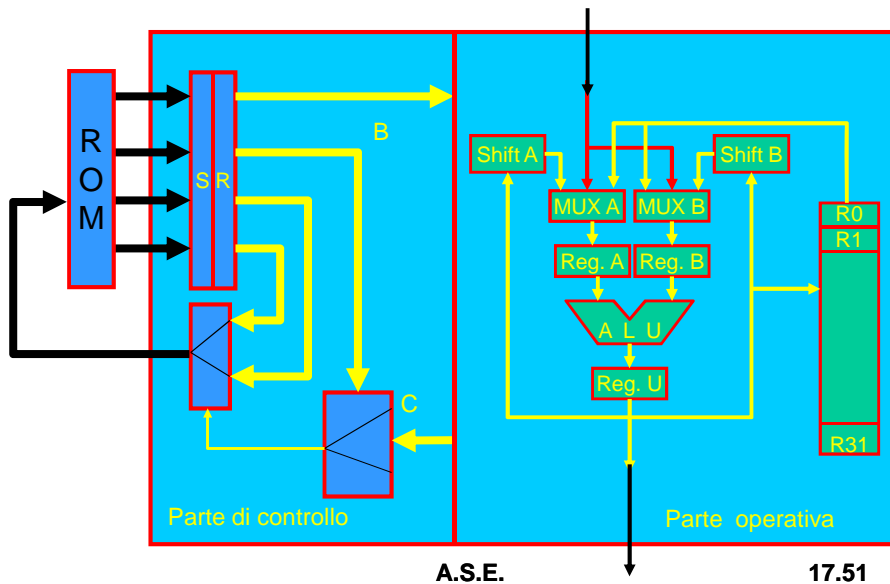 R
O
M
S R
B
C
Parte di controllo
Shift A
Shift B
MUX A
MUX B
Reg. A
Reg. B
A L U
Reg. U
R0
R1
R31
Parte operativa
A.S.E.
17.51